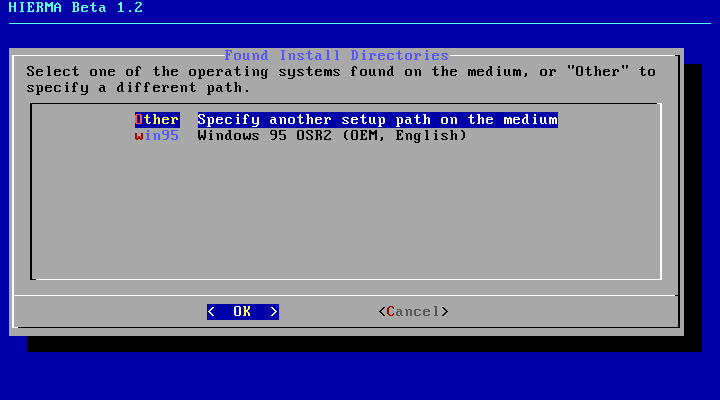 HIERMA Beta 1.2
Found Install Directories
Select one of the operating systems found on the medium, or "Other" to
specify a different path.
Other Specify another setup path on the medium
win95 Windows 95 OSR2 (OEM, English)
< OK > <Cancel>